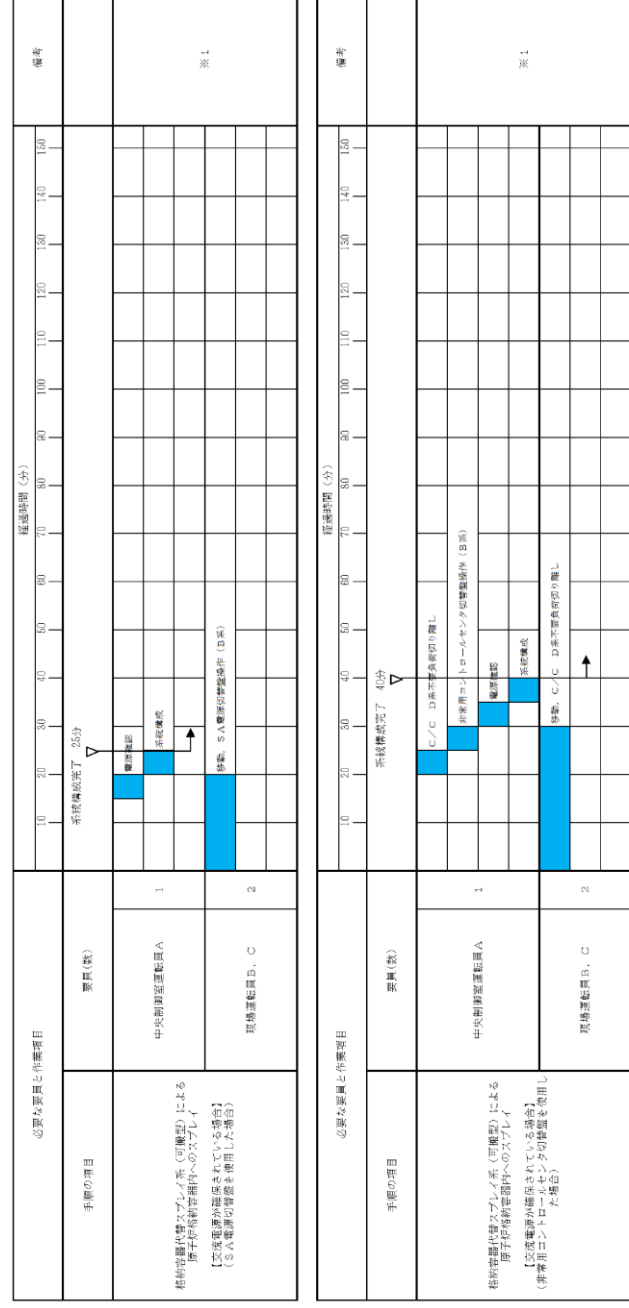 必要な要員と作業項目
経過時間(分)
備考
10 20 30 40 50 60 70 80 90 100 110 120 130 140 150
手順の項目
要員(数)
系統構成完了 25分
格納容器代替スプレイ系(可搬型)による
原子炉格納容器内へのスプレイ
【交流電源が確保されている場合】
(SA電源切替盤を使用した場合)
中央制御室運転員A
1
電源確認
系統構成
※1
現場運転員B,C
2
移動,SA電源切替盤操作(B系)
必要な要員と作業項目
経過時間(分)
備考
10 20 30 40 50 60 70 80 90 100 110 120 130 140 150
手順の項目
要員(数)
系統構成完了 40分
格納容器代替スプレイ系(可搬型)による
原子炉格納容器内へのスプレイ
【交流電源が確保されている場合】
(非常用コントロールセンタ切替盤を使用し
た場合)
中央制御室運転員A
1
C/C D系不要負荷切り離し
非常用コントロールセンタ切替盤操作(B系)
電源確認
系統構成
※1
現場運転員B,C
2
移動,C/C D系不要負荷切り離し